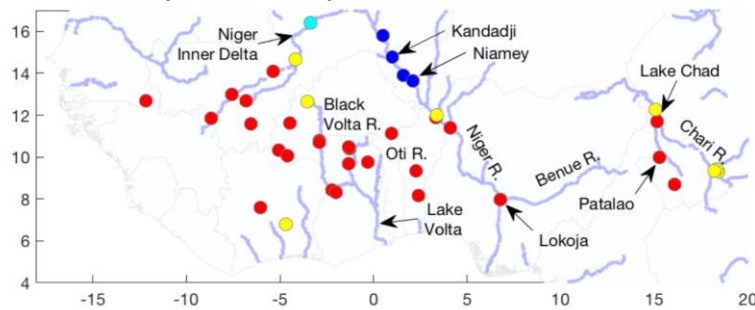 16
14
12
10
8
6
4
Niger
Inner Delta
Kandadji
Niamey
Lake Chad
Black
Volta R.
Oti R.
Niger R.
Benue R.
Chari R.
Patalao
Lake
Volta
Lokoja
-15
-10
-5
0
5
10
15
20